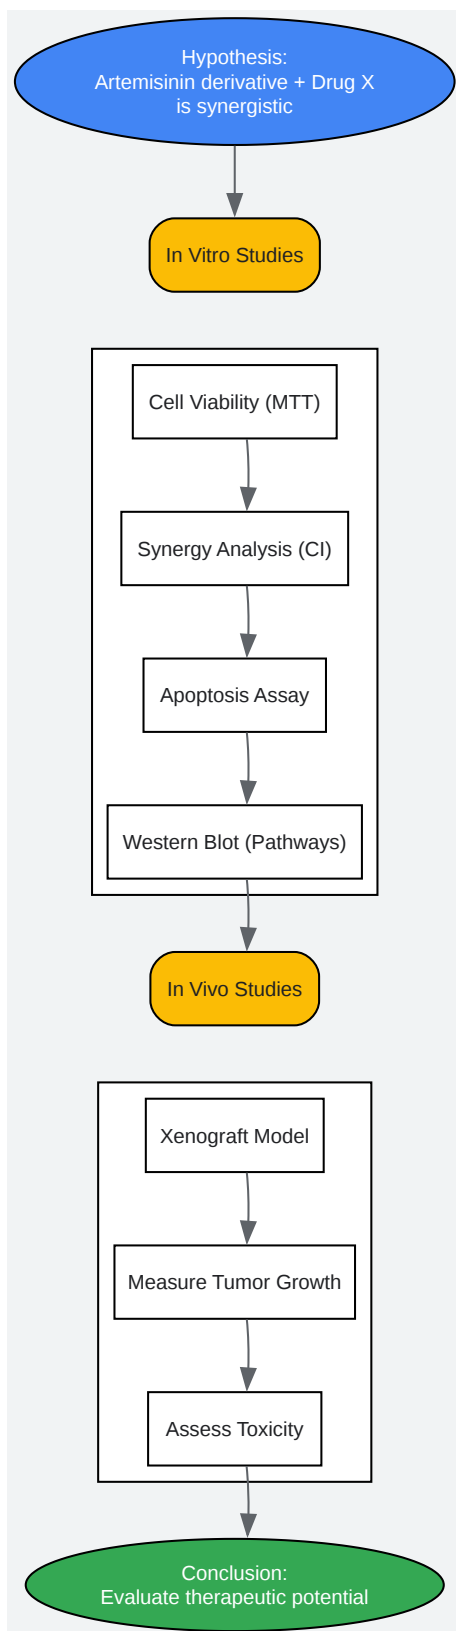 Hypothesis:
Artemisinin derivative + Drug X
is synergistic
In Vitro Studies
Cell Viability (MTT)
Synergy Analysis (CI)
Apoptosis Assay
Western Blot (Pathways)
In Vivo Studies
Xenograft Model
Measure Tumor Growth
Assess Toxicity
Conclusion:
Evaluate therapeutic potential